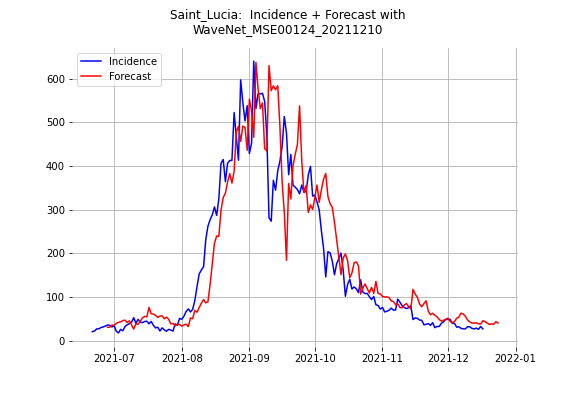 Saint_Lucia:  Incidence + Forecast with
WaveNet_MSE00124_20211210
Incidence
Forecast
600
500
400
300
200
100
0
2021-07 2021-08 2021-09 2021-10 2021-11 2021-12 2022-01